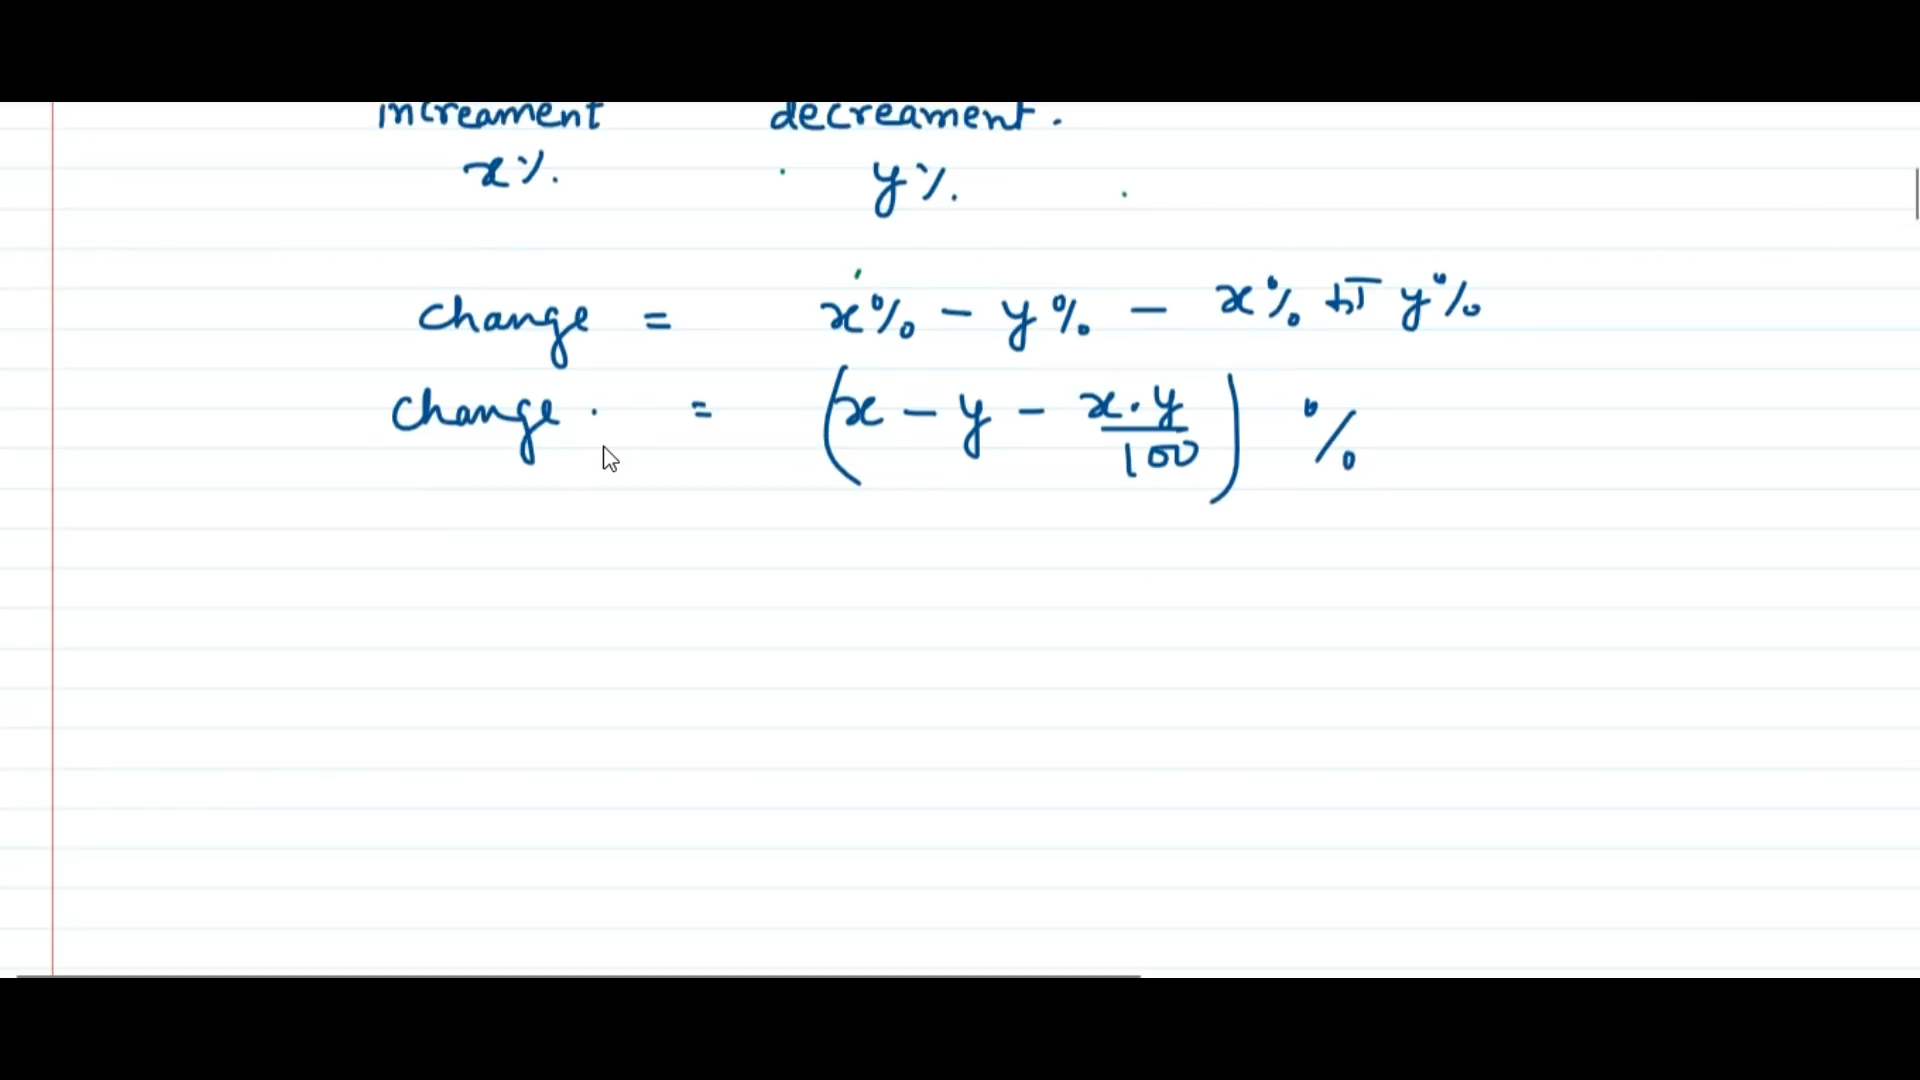 increament decreament.
x%. y%.
change = x% - y% - x% का y%
change. = (x - y - x.y/100) %